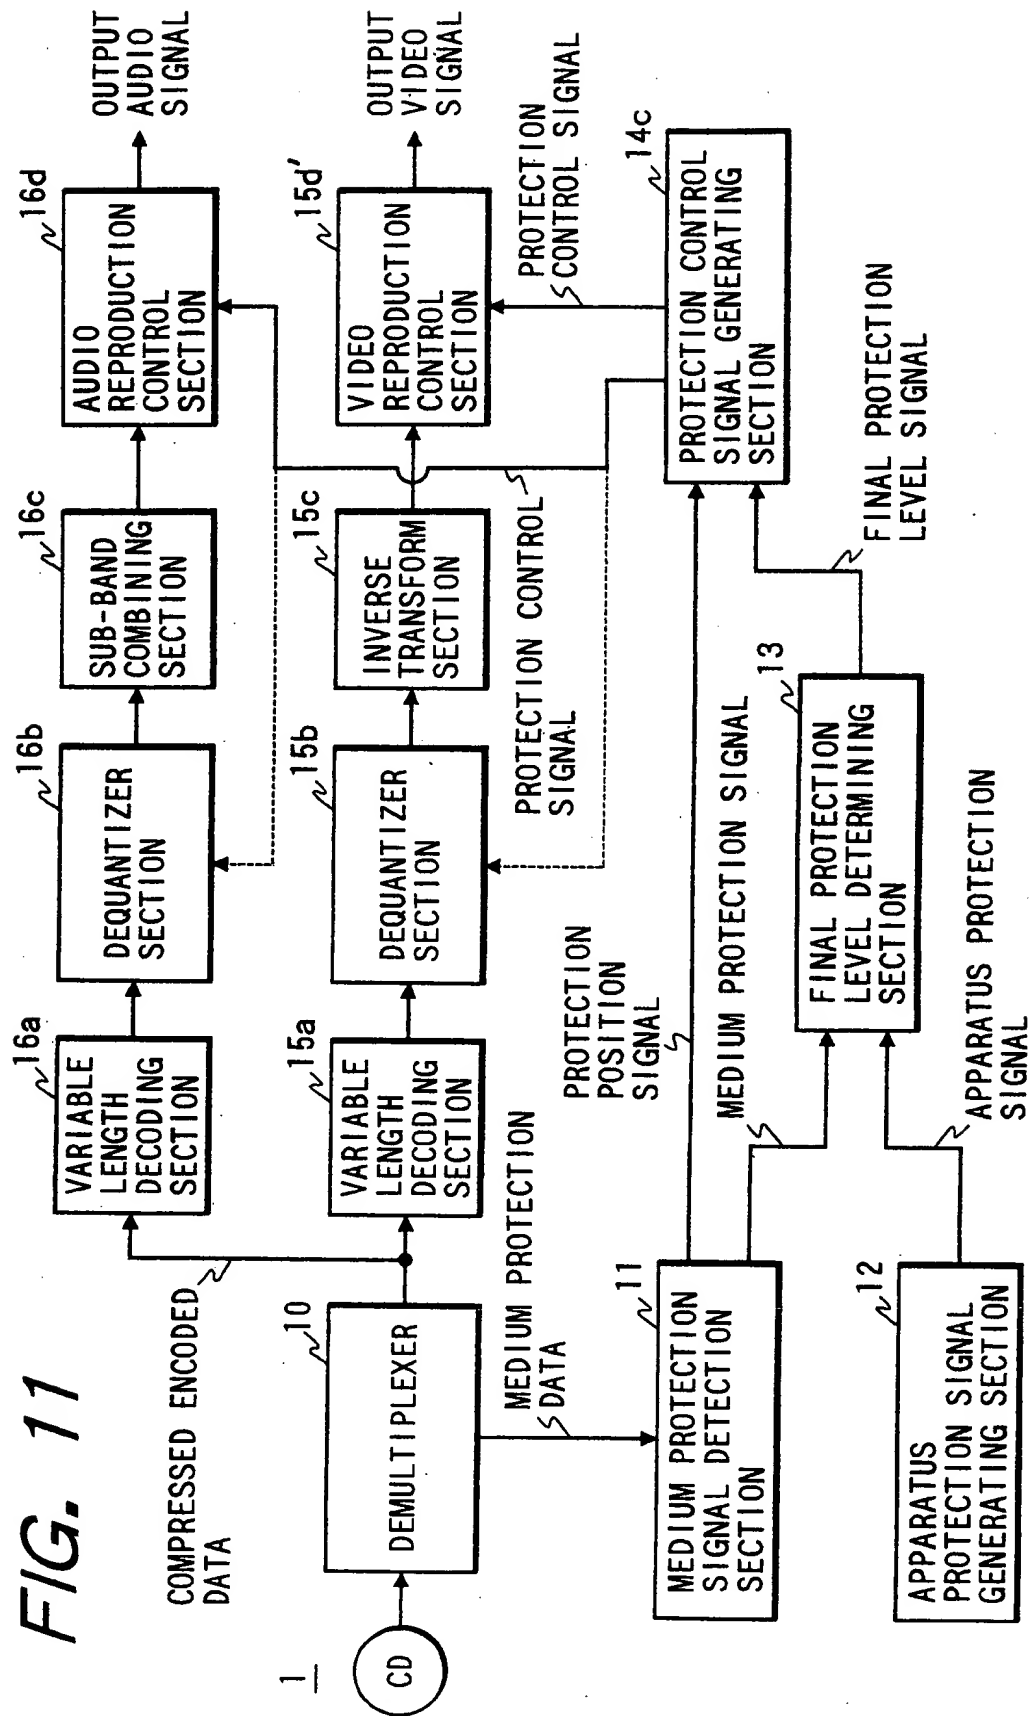 FIG. 11
1
CD
COMPRESSED ENCODED
DATA
10
DEMULTIPLEXER
MEDIUM PROTECTION
DATA
16a
VARIABLE
LENGTH
DECODING
SECTION
16b
DEQUANTIZER
SECTION
16c
SUB-BAND
COMBINING
SECTION
16d
AUDIO
REPRODUCTION
CONTROL
SECTION
OUTPUT
AUDIO
SIGNAL
15a
VARIABLE
LENGTH
DECODING
SECTION
15b
DEQUANTIZER
SECTION
15c
INVERSE
TRANSFORM
SECTION
15d'
VIDEO
REPRODUCTION
CONTROL
SECTION
OUTPUT
VIDEO
SIGNAL
PROTECTION CONTROL
SIGNAL
PROTECTION
CONTROL SIGNAL
PROTECTION
POSITION
SIGNAL
11
MEDIUM PROTECTION
SIGNAL DETECTION
SECTION
MEDIUM PROTECTION SIGNAL
14c
PROTECTION CONTROL
SIGNAL GENERATING
SECTION
12
APPARATUS
PROTECTION SIGNAL
GENERATING SECTION
APPARATUS PROTECTION
SIGNAL
13
FINAL PROTECTION
LEVEL DETERMINING
SECTION
FINAL PROTECTION
LEVEL SIGNAL